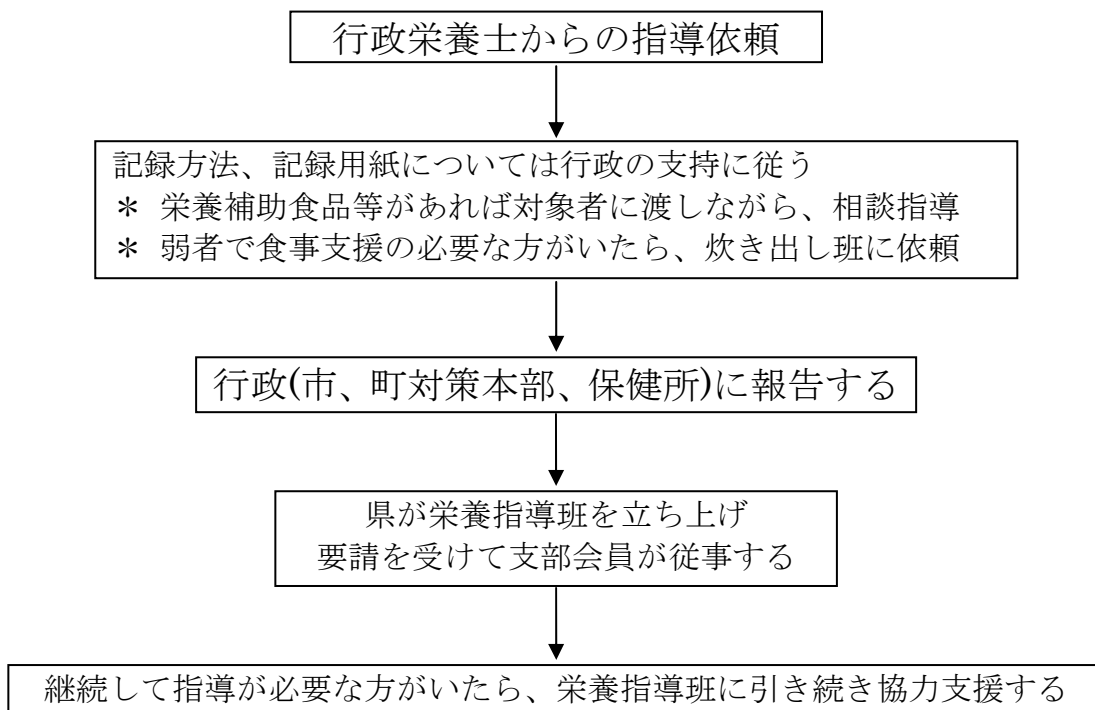 行政栄養士からの指導依頼
記録方法、記録用紙については行政の支持に従う
＊ 栄養補助食品等があれば対象者に渡しながら、相談指導
＊ 弱者で食事支援の必要な方がいたら、炊き出し班に依頼
行政(市、町対策本部、保健所)に報告する
県が栄養指導班を立ち上げ
要請を受けて支部会員が従事する
継続して指導が必要な方がいたら、栄養指導班に引き続き協力支援する